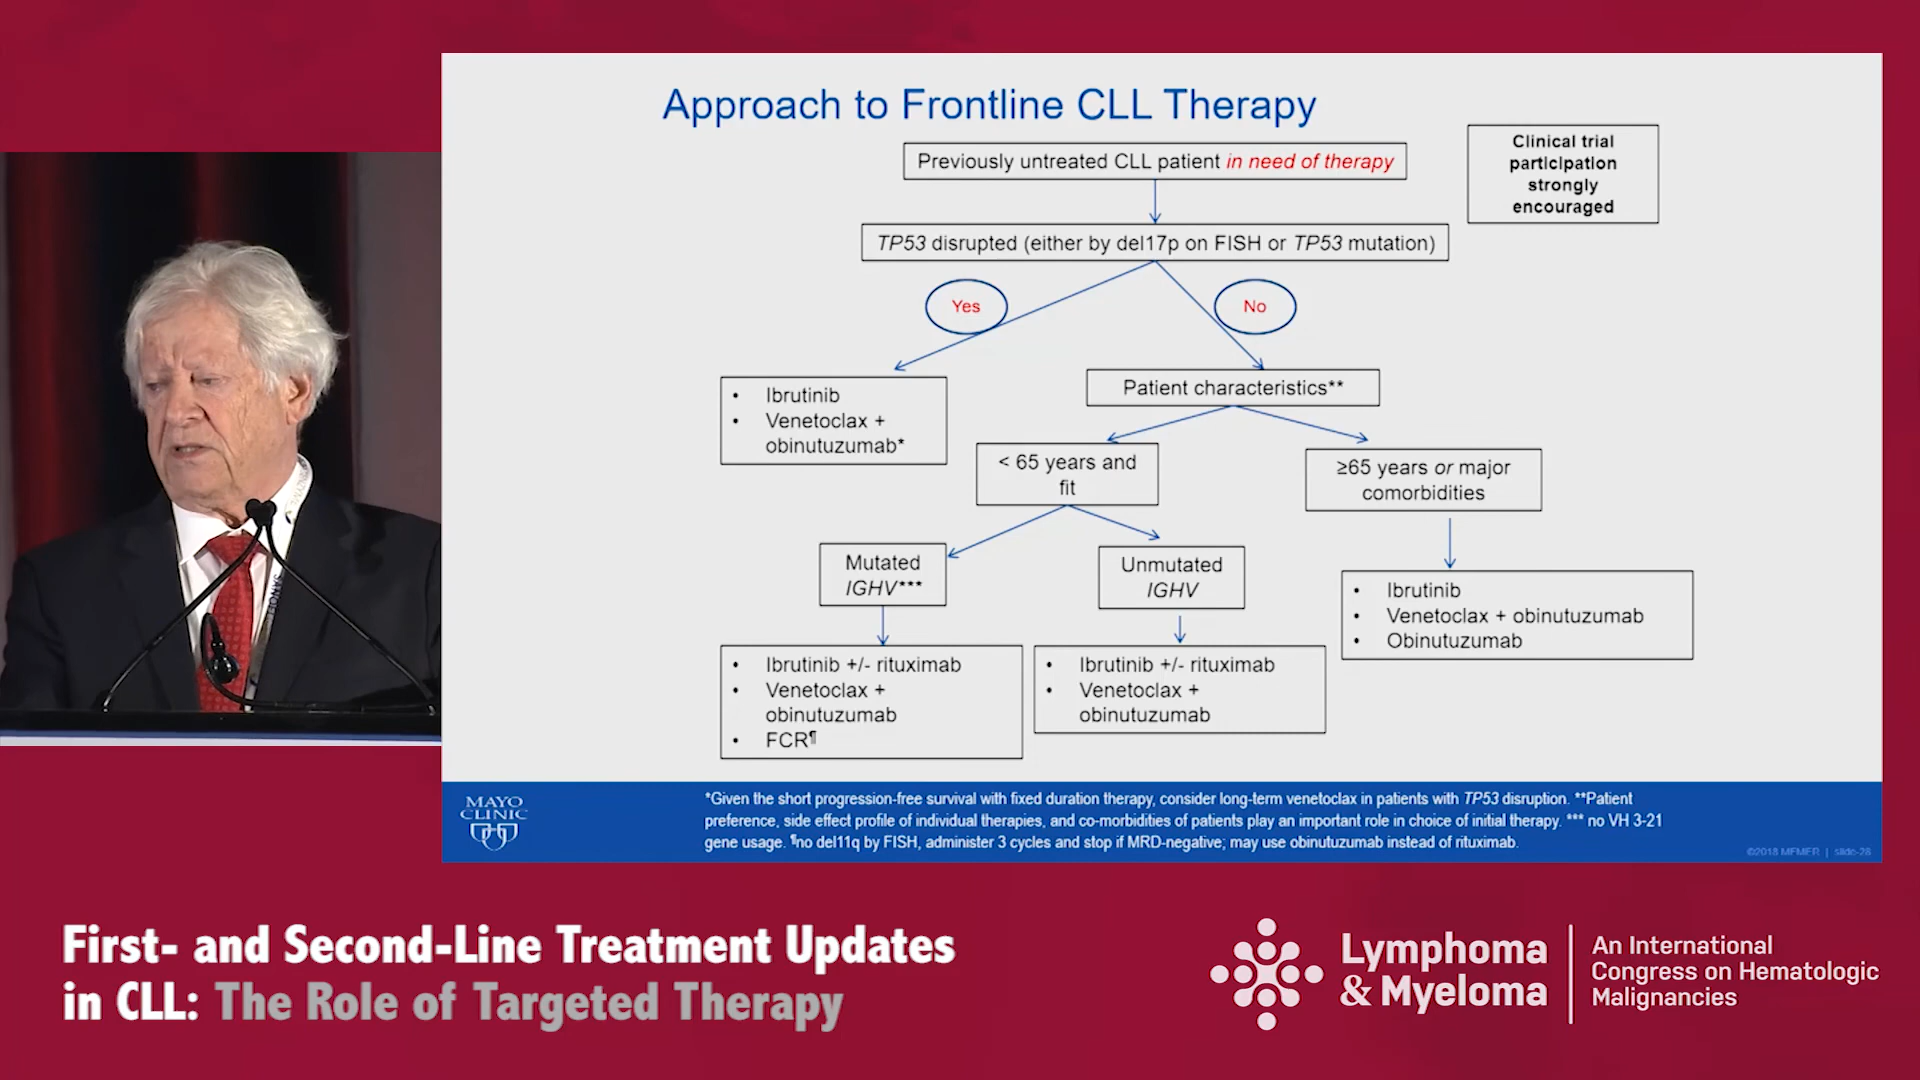 Approach to Frontline CLL Therapy
Previously untreated CLL patient in need of therapy
Clinical trial
participation
strongly
encouraged
TP53 disrupted (either by del17p on FISH or TP53 mutation)
Yes
No
• Ibrutinib
• Venetoclax +
obinutuzumab*
Patient characteristics**
< 65 years and
fit
≥65 years or major
comorbidities
Mutated
IGHV***
Unmutated
IGHV
• Ibrutinib
• Venetoclax + obinutuzumab
• Obinutuzumab
• Ibrutinib +/- rituximab
• Venetoclax +
obinutuzumab
• FCR¶
• Ibrutinib +/- rituximab
• Venetoclax +
obinutuzumab
MAYO
CLINIC
*Given the short progression-free survival with fixed duration therapy, consider long-term venetoclax in patients with TP53 disruption. **Patient
preference, side effect profile of individual therapies, and co-morbidities of patients play an important role in choice of initial therapy. *** no VH 3-21
gene usage. ¶no del11q by FISH, administer 3 cycles and stop if MRD-negative; may use obinutuzumab instead of rituximab.
©2018 MFMER | slide-28
First- and Second-Line Treatment Updates
in CLL: The Role of Targeted Therapy
Lymphoma
& Myeloma
An International
Congress on Hematologic
Malignancies